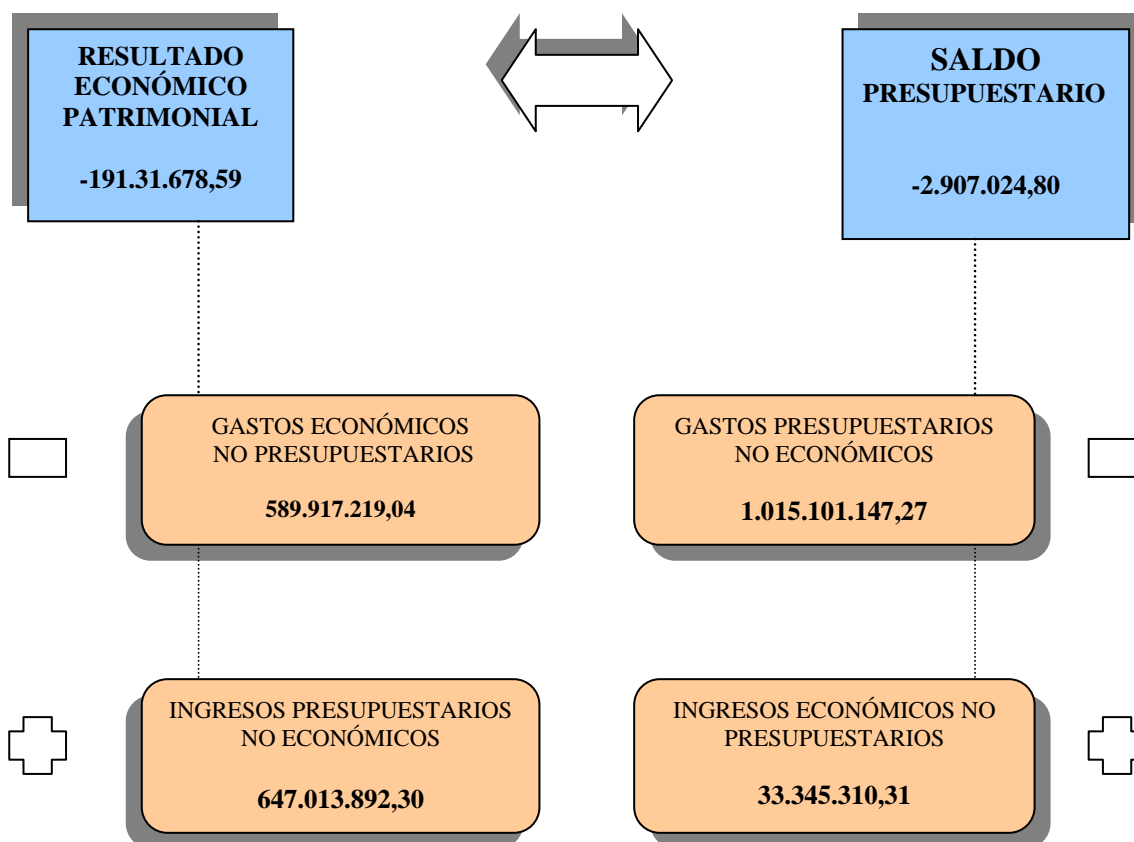 RESULTADO
ECONÓMICO
PATRIMONIAL
-191.31.678,59
SALDO
PRESUPUESTARIO
-2.907.024,80
GASTOS ECONÓMICOS
NO PRESUPUESTARIOS
589.917.219,04
GASTOS PRESUPUESTARIOS
NO ECONÓMICOS
1.015.101.147,27
INGRESOS PRESUPUESTARIOS
NO ECONÓMICOS
647.013.892,30
INGRESOS ECONÓMICOS NO
PRESUPUESTARIOS
33.345.310,31